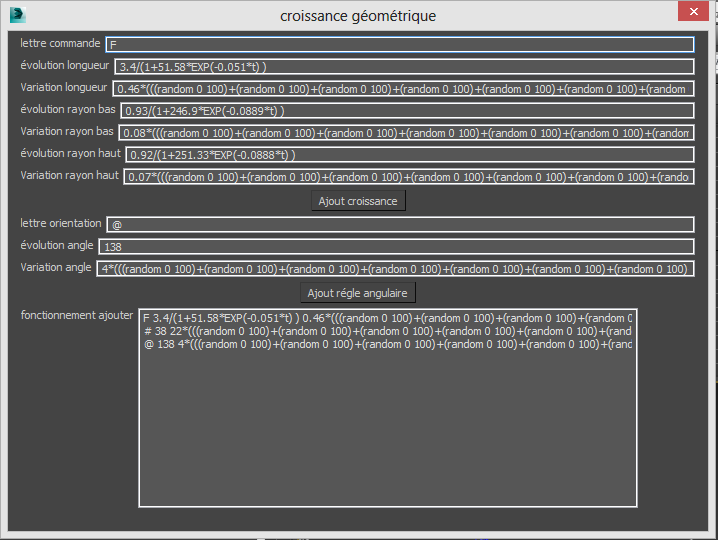 croissance géométrique
lettre commande F
évolution longueur 3.4/(1+51.58*EXP(-0.051*t) )
Variation longueur 0.46*(((random 0 100)+(random 0 100)+(random 0 100)+(random 0 100)+(random 0 100)+(random 0 100)+(random
évolution rayon bas 0.93/(1+246.9*EXP(-0.0889*t) )
Variation rayon bas 0.08*(((random 0 100)+(random 0 100)+(random 0 100)+(random 0 100)+(random 0 100)+(random 0 100)+(random
évolution rayon haut 0.92/(1+251.33*EXP(-0.0888*t) )
Variation rayon haut 0.07*(((random 0 100)+(random 0 100)+(random 0 100)+(random 0 100)+(random 0 100)+(random 0 100)+(rando
Ajout croissance
lettre orientation @
évolution angle 138
Variation angle 4*(((random 0 100)+(random 0 100)+(random 0 100)+(random 0 100)+(random 0 100)+(random 0 100)+(random 0 100)
Ajout régle angulaire
fonctionnement ajouter F 3.4/(1+51.58*EXP(-0.051*t) ) 0.46*(((random 0 100)+(random 0 100)+(random 0 100)+(random 0
# 38 22*(((random 0 100)+(random 0 100)+(random 0 100)+(random 0 100)+(random 0 100)+(rand
@ 138 4*(((random 0 100)+(random 0 100)+(random 0 100)+(random 0 100)+(random 0 100)+(ran